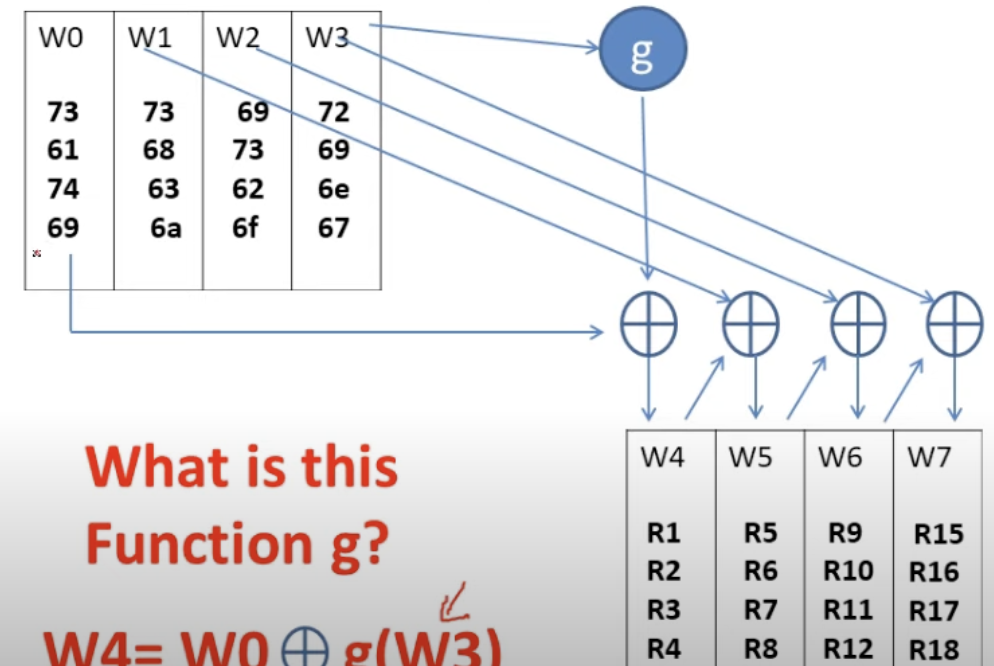 W0 W1 W2 W3
73 73 69 72
61 68 73 69
74 63 62 6e
69 6a 6f 67
g
What is this
Function g?
W4= W0 ⊕ g(W3)
W4 W5 W6 W7
R1 R5 R9 R15
R2 R6 R10 R16
R3 R7 R11 R17
R4 R8 R12 R18